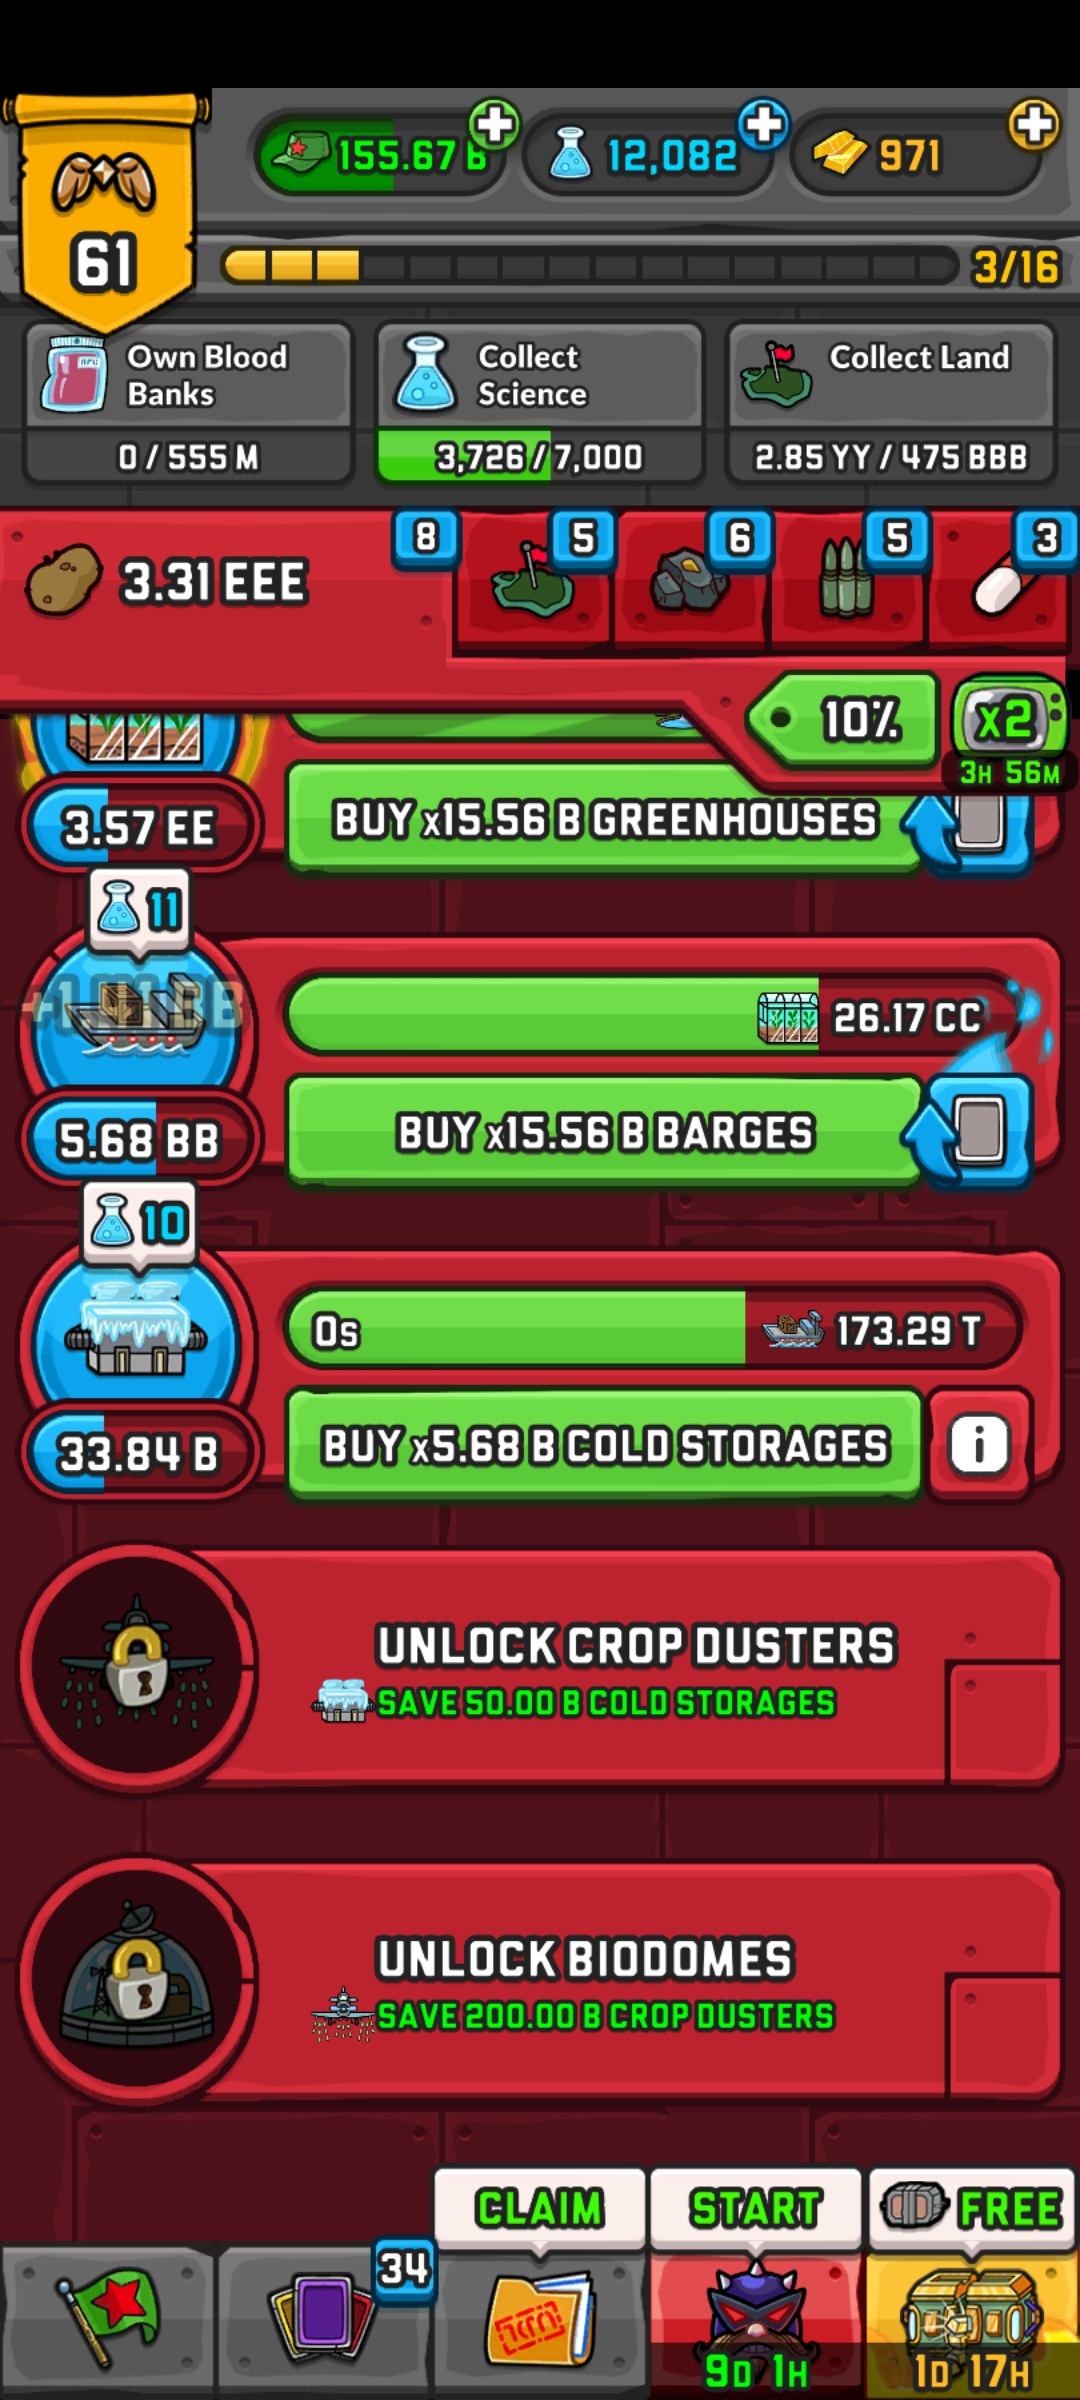 155.67 B
12,082
971
61
3/16
Own Blood
Banks
0 / 555 M
Collect
Science
3,726 / 7,000
Collect Land
2.85 YY / 475 BBB
3.31 EEE
8
5
6
5
3
10%
x2
3H 56M
3.57 EE
BUY x15.56 B GREENHOUSES
11
26.17 CC
5.68 BB
BUY x15.56 B BARGES
10
0s
173.29 T
33.84 B
BUY x5.68 B COLD STORAGES
i
UNLOCK CROP DUSTERS
SAVE 50.00 B COLD STORAGES
UNLOCK BIODOMES
SAVE 200.00 B CROP DUSTERS
CLAIM
START
FREE
34
9D 1H
1D 17H